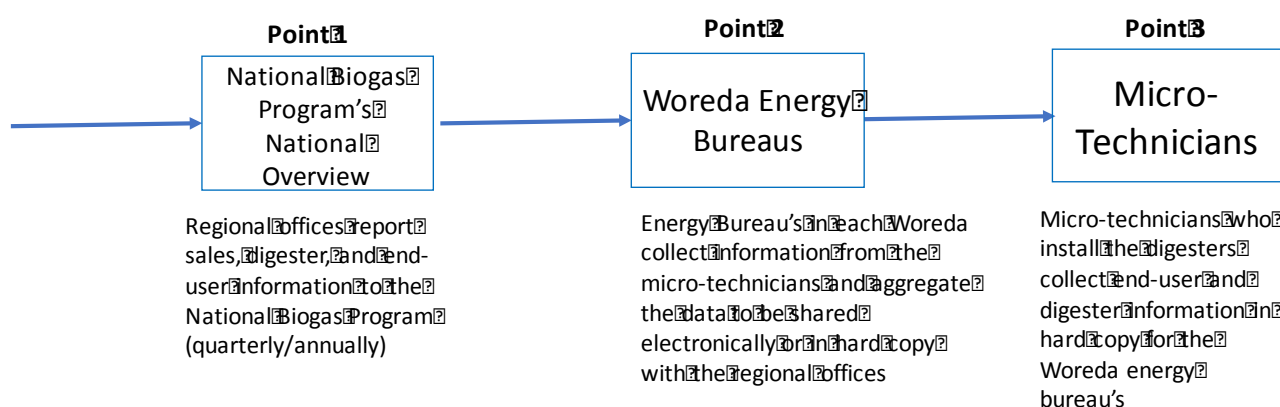 Point⍰1
National⍰Biogas⍰
Program's⍰
National⍰
Overview
Regional⍰offices⍰report⍰
sales,⍰digester,⍰and⍰end-
user⍰information⍰to⍰the⍰
National⍰Biogas⍰Program⍰
(quarterly/annually)
Point⍰2
Woreda Energy⍰
Bureaus
Energy⍰Bureau's⍰in⍰each⍰Woreda
collect⍰information⍰from⍰the⍰
micro-technicians⍰and⍰aggregate⍰
the⍰data⍰to⍰be⍰shared⍰
electronically⍰or⍰in⍰hard⍰copy⍰
with⍰the⍰regional⍰offices
Point⍰3
Micro-
Technicians
Micro-technicians⍰who⍰
install⍰the⍰digesters⍰
collect⍰end-user⍰and⍰
digester⍰information⍰in⍰
hard⍰copy⍰for⍰the⍰
Woreda energy⍰
bureau's